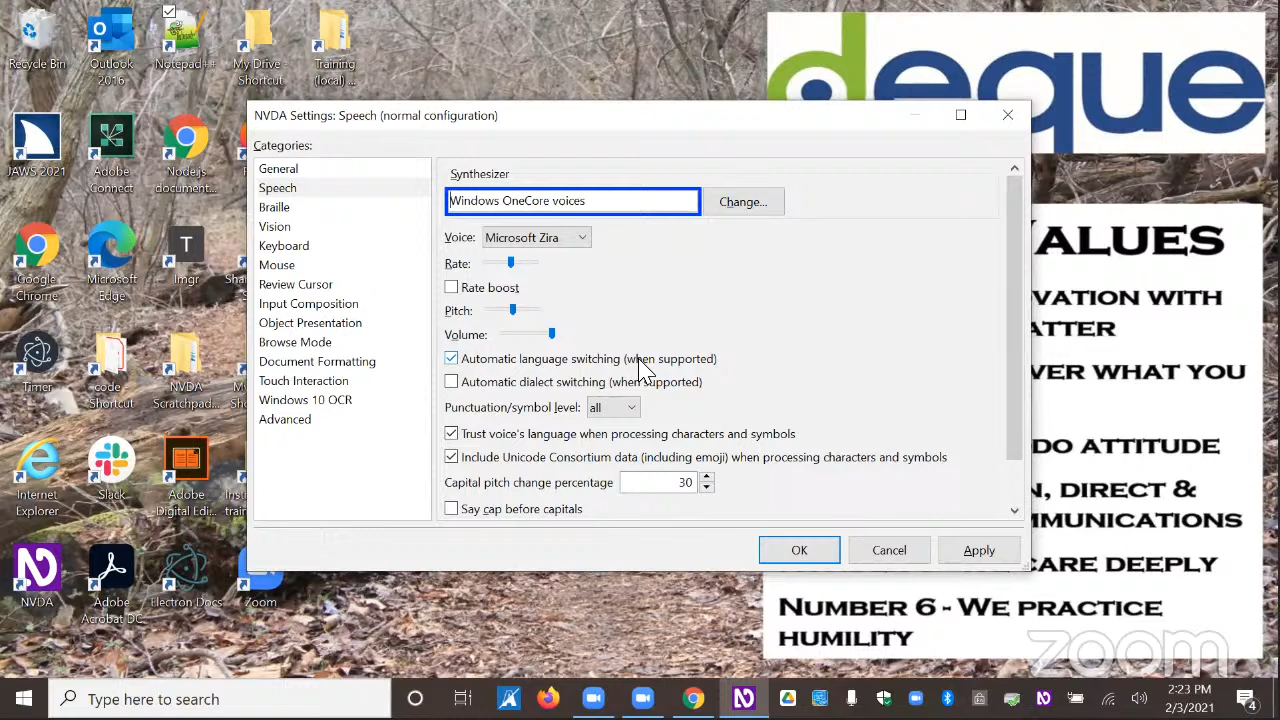 Recycle Bin
Outlook
2016
Notepad++
My Drive -
Shortcut
Training
(local) ...
deque
JAWS 2021
Adobe
Connect
Node.js
document...
Google
Chrome
Microsoft
Edge
T
Imgr
Timer
code -
Shortcut
NVDA
Scratchpad...
Internet
Explorer
Slack
Adobe
Digital Edi...
NVDA
Adobe
Acrobat DC
Electron Docs
Zoom
NVDA Settings: Speech (normal configuration)
Categories:
General
Speech
Braille
Vision
Keyboard
Mouse
Review Cursor
Input Composition
Object Presentation
Browse Mode
Document Formatting
Touch Interaction
Windows 10 OCR
Advanced
Synthesizer
Windows OneCore voices
Change...
Voice: Microsoft Zira
Rate:
Rate boost
Pitch:
Volume:
Automatic language switching (when supported)
Automatic dialect switching (when supported)
Punctuation/symbol level: all
Trust voice's language when processing characters and symbols
Include Unicode Consortium data (including emoji) when processing characters and symbols
Capital pitch change percentage 30
Say cap before capitals
OK
Cancel
Apply
VALUES
OVATION WITH
ATTER
VER WHAT YOU
DO ATTITUDE
N, DIRECT &
MMUNICATIONS
CARE DEEPLY
Number 6 - We practice
humility
zoom
Type here to search
2:23 PM
2/3/2021
4